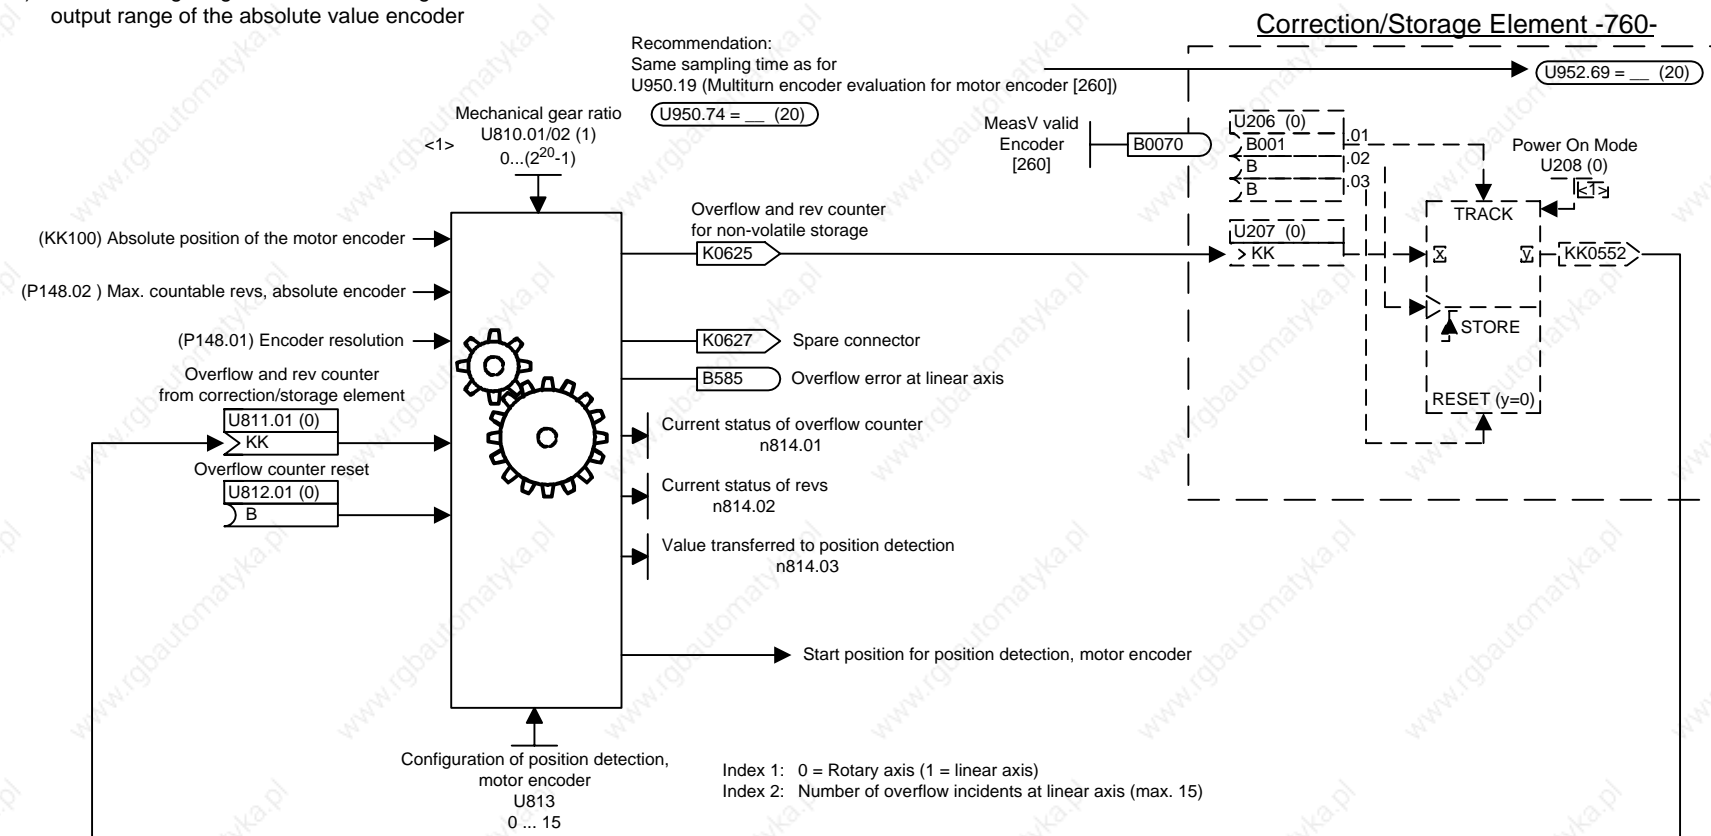 output range of the absolute value encoder
Correction/Storage Element -760-
Recommendation:
Same sampling time as for
U950.19 (Multiturn encoder evaluation for motor encoder [260])
U950.74 = __ (20)
U952.69 = __ (20)
Mechanical gear ratio
U810.01/02 (1)
0...(2^20-1)
<1>
MeasV valid
Encoder
[260]
B0070
U206 (0)
B001
B
B
.01
.02
.03
Power On Mode
U208 (0)
<1>
TRACK
(KK100) Absolute position of the motor encoder
Overflow and rev counter
for non-volatile storage
K0625
U207 (0)
KK
x
y
KK0552
(P148.02 ) Max. countable revs, absolute encoder
STORE
(P148.01) Encoder resolution
K0627
Spare connector
B585
Overflow error at linear axis
RESET (y=0)
Overflow and rev counter
from correction/storage element
U811.01 (0)
KK
Current status of overflow counter
n814.01
Overflow counter reset
U812.01 (0)
B
Current status of revs
n814.02
Value transferred to position detection
n814.03
Start position for position detection, motor encoder
Configuration of position detection,
motor encoder
U813
0 ... 15
Index 1: 0 = Rotary axis (1 = linear axis)
Index 2: Number of overflow incidents at linear axis (max. 15)
www.rgbautomatyka.pl